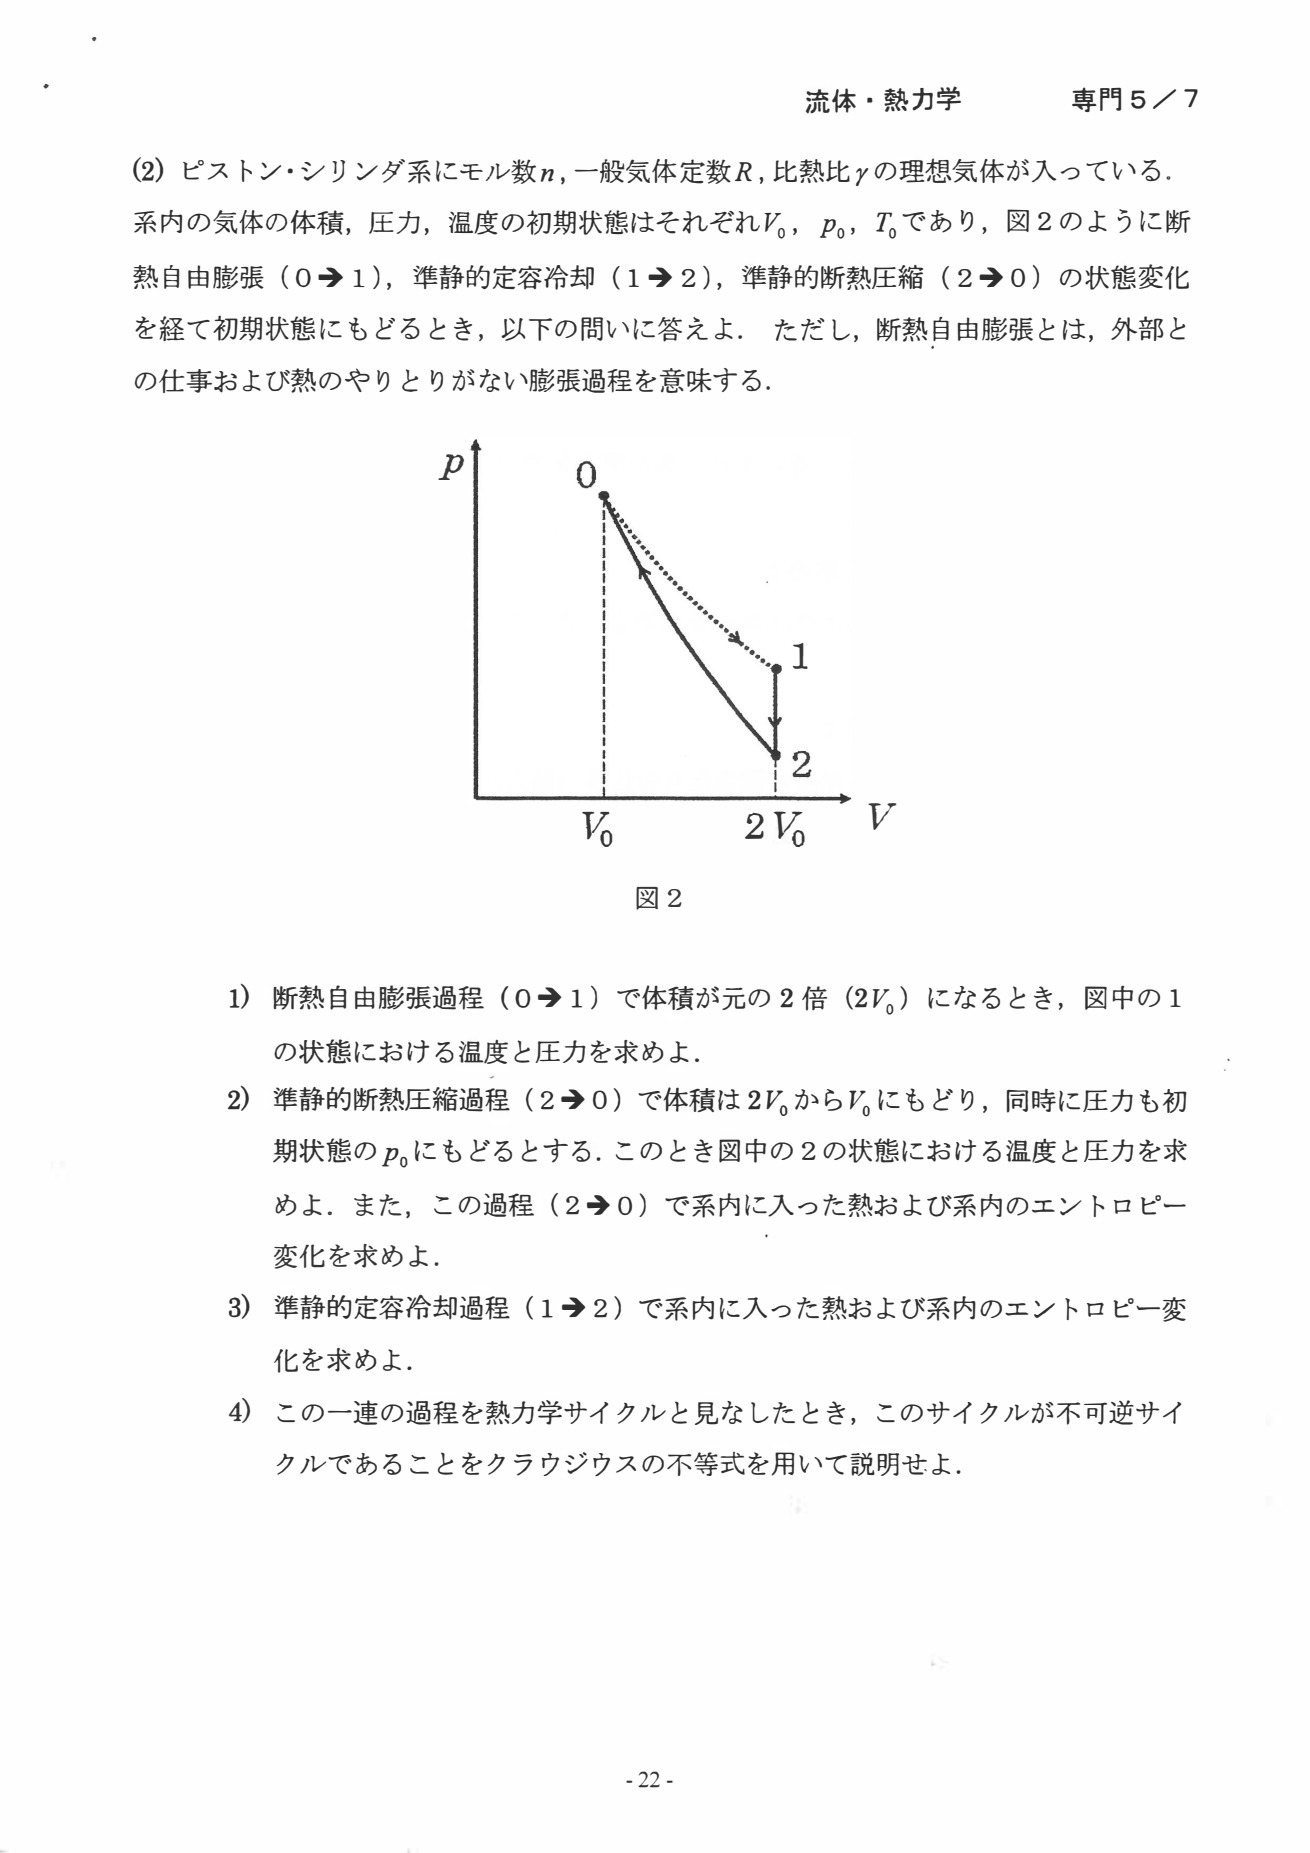 流体・熱力学 専門5/7
(2) ピストン・シリンダ系にモル数n,一般気体定数R,比熱比γの理想気体が入っている.
系内の気体の体積,圧力,温度の初期状態はそれぞれV₀, p₀, T₀であり,図2のように断
熱自由膨張(0➔1),準静的定容冷却(1➔2),準静的断熱圧縮(2➔0)の状態変化
を経て初期状態にもどるとき,以下の問いに答えよ. ただし,断熱自由膨張とは,外部と
の仕事および熱のやりとりがない膨張過程を意味する.
p
0
1
2
V₀ 2V₀ V
図2
1) 断熱自由膨張過程(0➔1)で体積が元の2倍(2V₀)になるとき,図中の1
の状態における温度と圧力を求めよ.
2) 準静的断熱圧縮過程(2➔0)で体積は2V₀からV₀にもどり,同時に圧力も初
期状態のp₀にもどるとする.このとき図中の2の状態における温度と圧力を求
めよ.また,この過程(2➔0)で系内に入った熱および系内のエントロピー
変化を求めよ.
3) 準静的定容冷却過程(1➔2)で系内に入った熱および系内のエントロピー変
化を求めよ.
4) この一連の過程を熱力学サイクルと見なしたとき,このサイクルが不可逆サイ
クルであることをクラウジウスの不等式を用いて説明せよ.
- 22 -